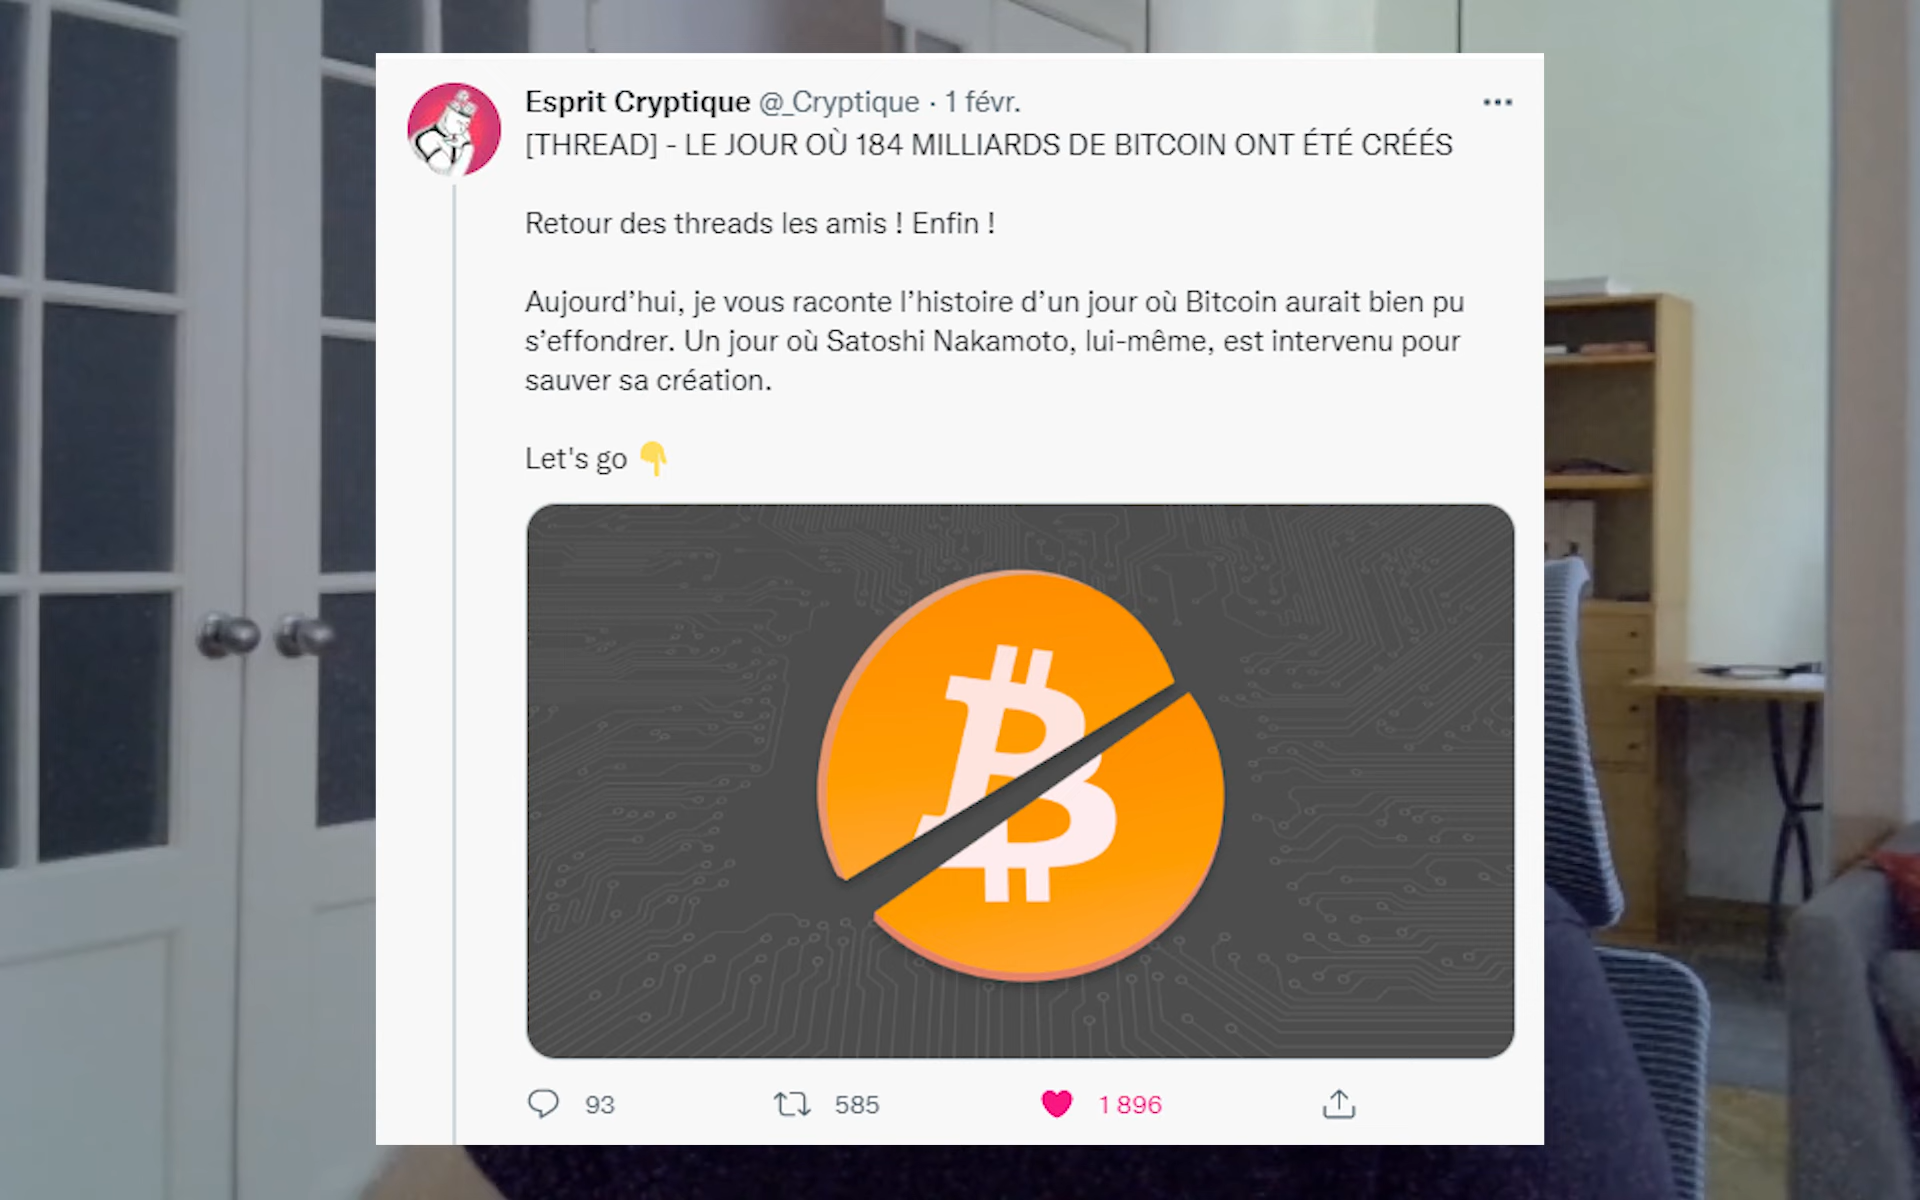 Esprit Cryptique @_Cryptique · 1 févr.
[THREAD] - LE JOUR OÙ 184 MILLIARDS DE BITCOIN ONT ÉTÉ CRÉÉS
Retour des threads les amis ! Enfin !
Aujourd’hui, je vous raconte l’histoire d’un jour où Bitcoin aurait bien pu
s’effondrer. Un jour où Satoshi Nakamoto, lui-même, est intervenu pour
sauver sa création.
Let's go 👇
93 585 1 896